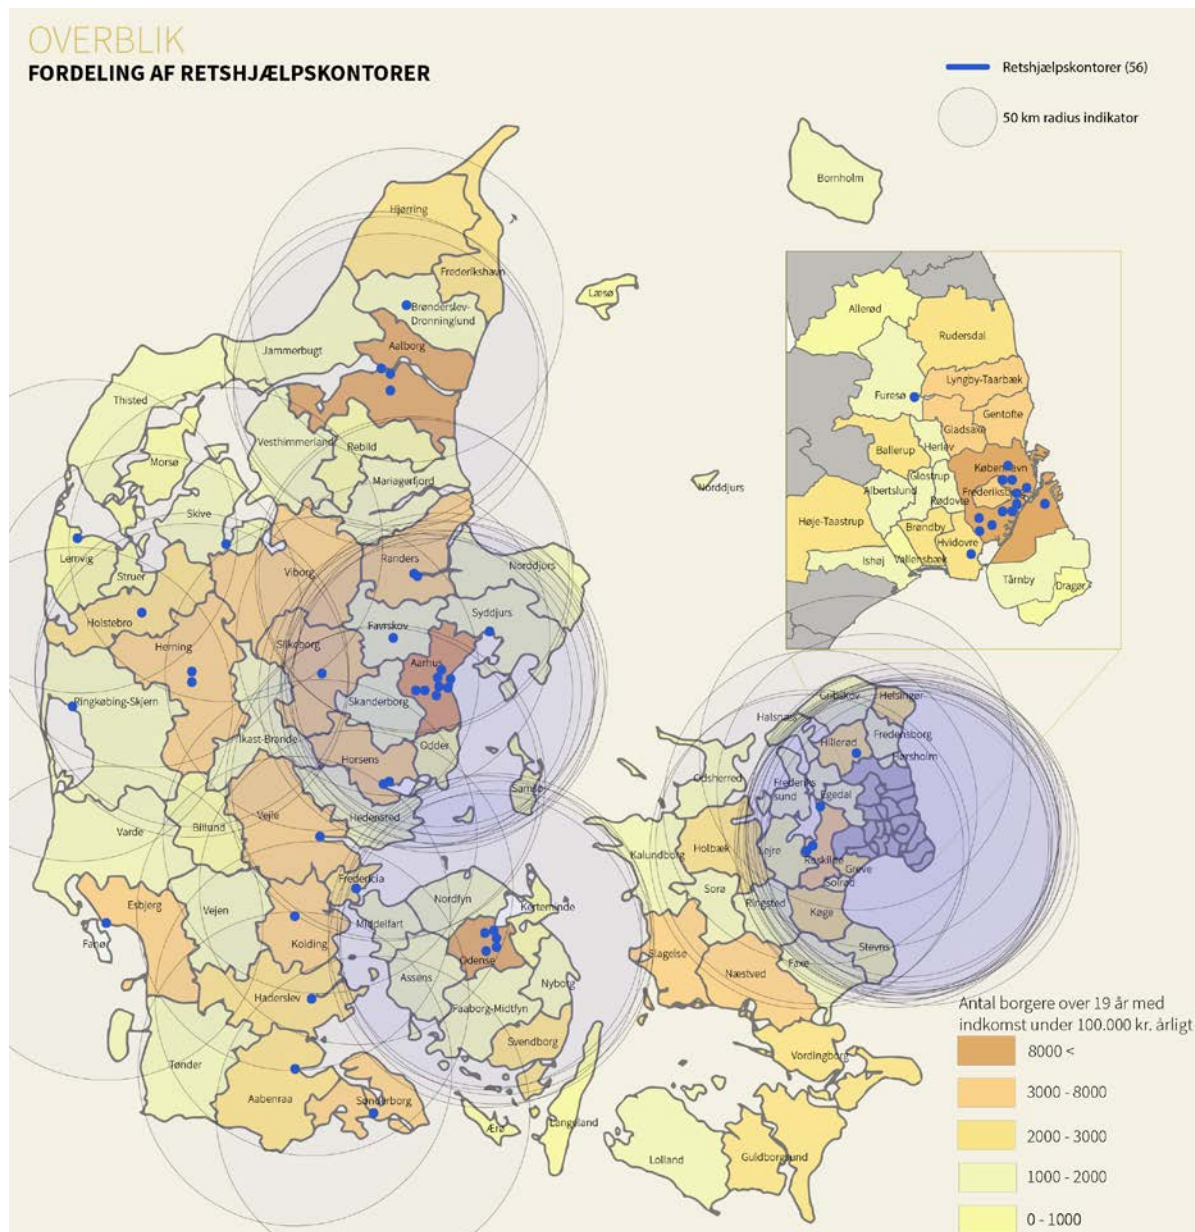 OVERBLIK
FORDELING AF RETSHJÆLPSKONTORER
Retshjælpskontorer (56)
50 km radius indikator
Bornholm
Hjørring
Frederikshavn
Læsø
Brønderslev-
Dronninglund
Jammerbugt
Aalborg
Thisted
Vesthimmerland
Rebild
Morsø
Mariagerfjord
Norddjurs
Skive
Lemvig
Struer
Viborg
Randers
Norddjurs
Holstebro
Favrskov
Syddjurs
Herning
Silkeborg
Aarhus
Skanderborg
Ringkøbing-Skjern
Ikast-Brande
Odder
Horsens
Samsø
Hedensted
Varde
Billund
Vejle
Fredericia
Esbjerg
Vejen
Kolding
Middelfart
Nordfyn
Kerteminde
Fanø
Odense
Assens
Nyborg
Haderslev
Faaborg-Midtfyn
Svendborg
Tønder
Aabenraa
Sønderborg
Ærø
Langeland
Allerød
Rudersdal
Lyngby-Taarbæk
Furesø
Gentofte
Gladsaxe
Ballerup
Herlev
København
Glostrup
Albertslund
Rødovre
Frederiksberg
Høje-Taastrup
Brøndby
Hvidovre
Ishøj
Vallensbæk
Tårnby
Dragør
Gribskov
Helsingør
Halsnæs
Fredensborg
Hillerød
Hørsholm
Odsherred
Frederiks
sund
Egedal
Kalundborg
Holbæk
Lejre
Roskilde
Greve
Solrød
Sorø
Ringsted
Køge
Stevns
Slagelse
Næstved
Faxe
Vordingborg
Lolland
Guldborgsund
Antal borgere over 19 år med
indkomst under 100.000 kr. årligt
8000 <
3000 - 8000
2000 - 3000
1000 - 2000
0 - 1000